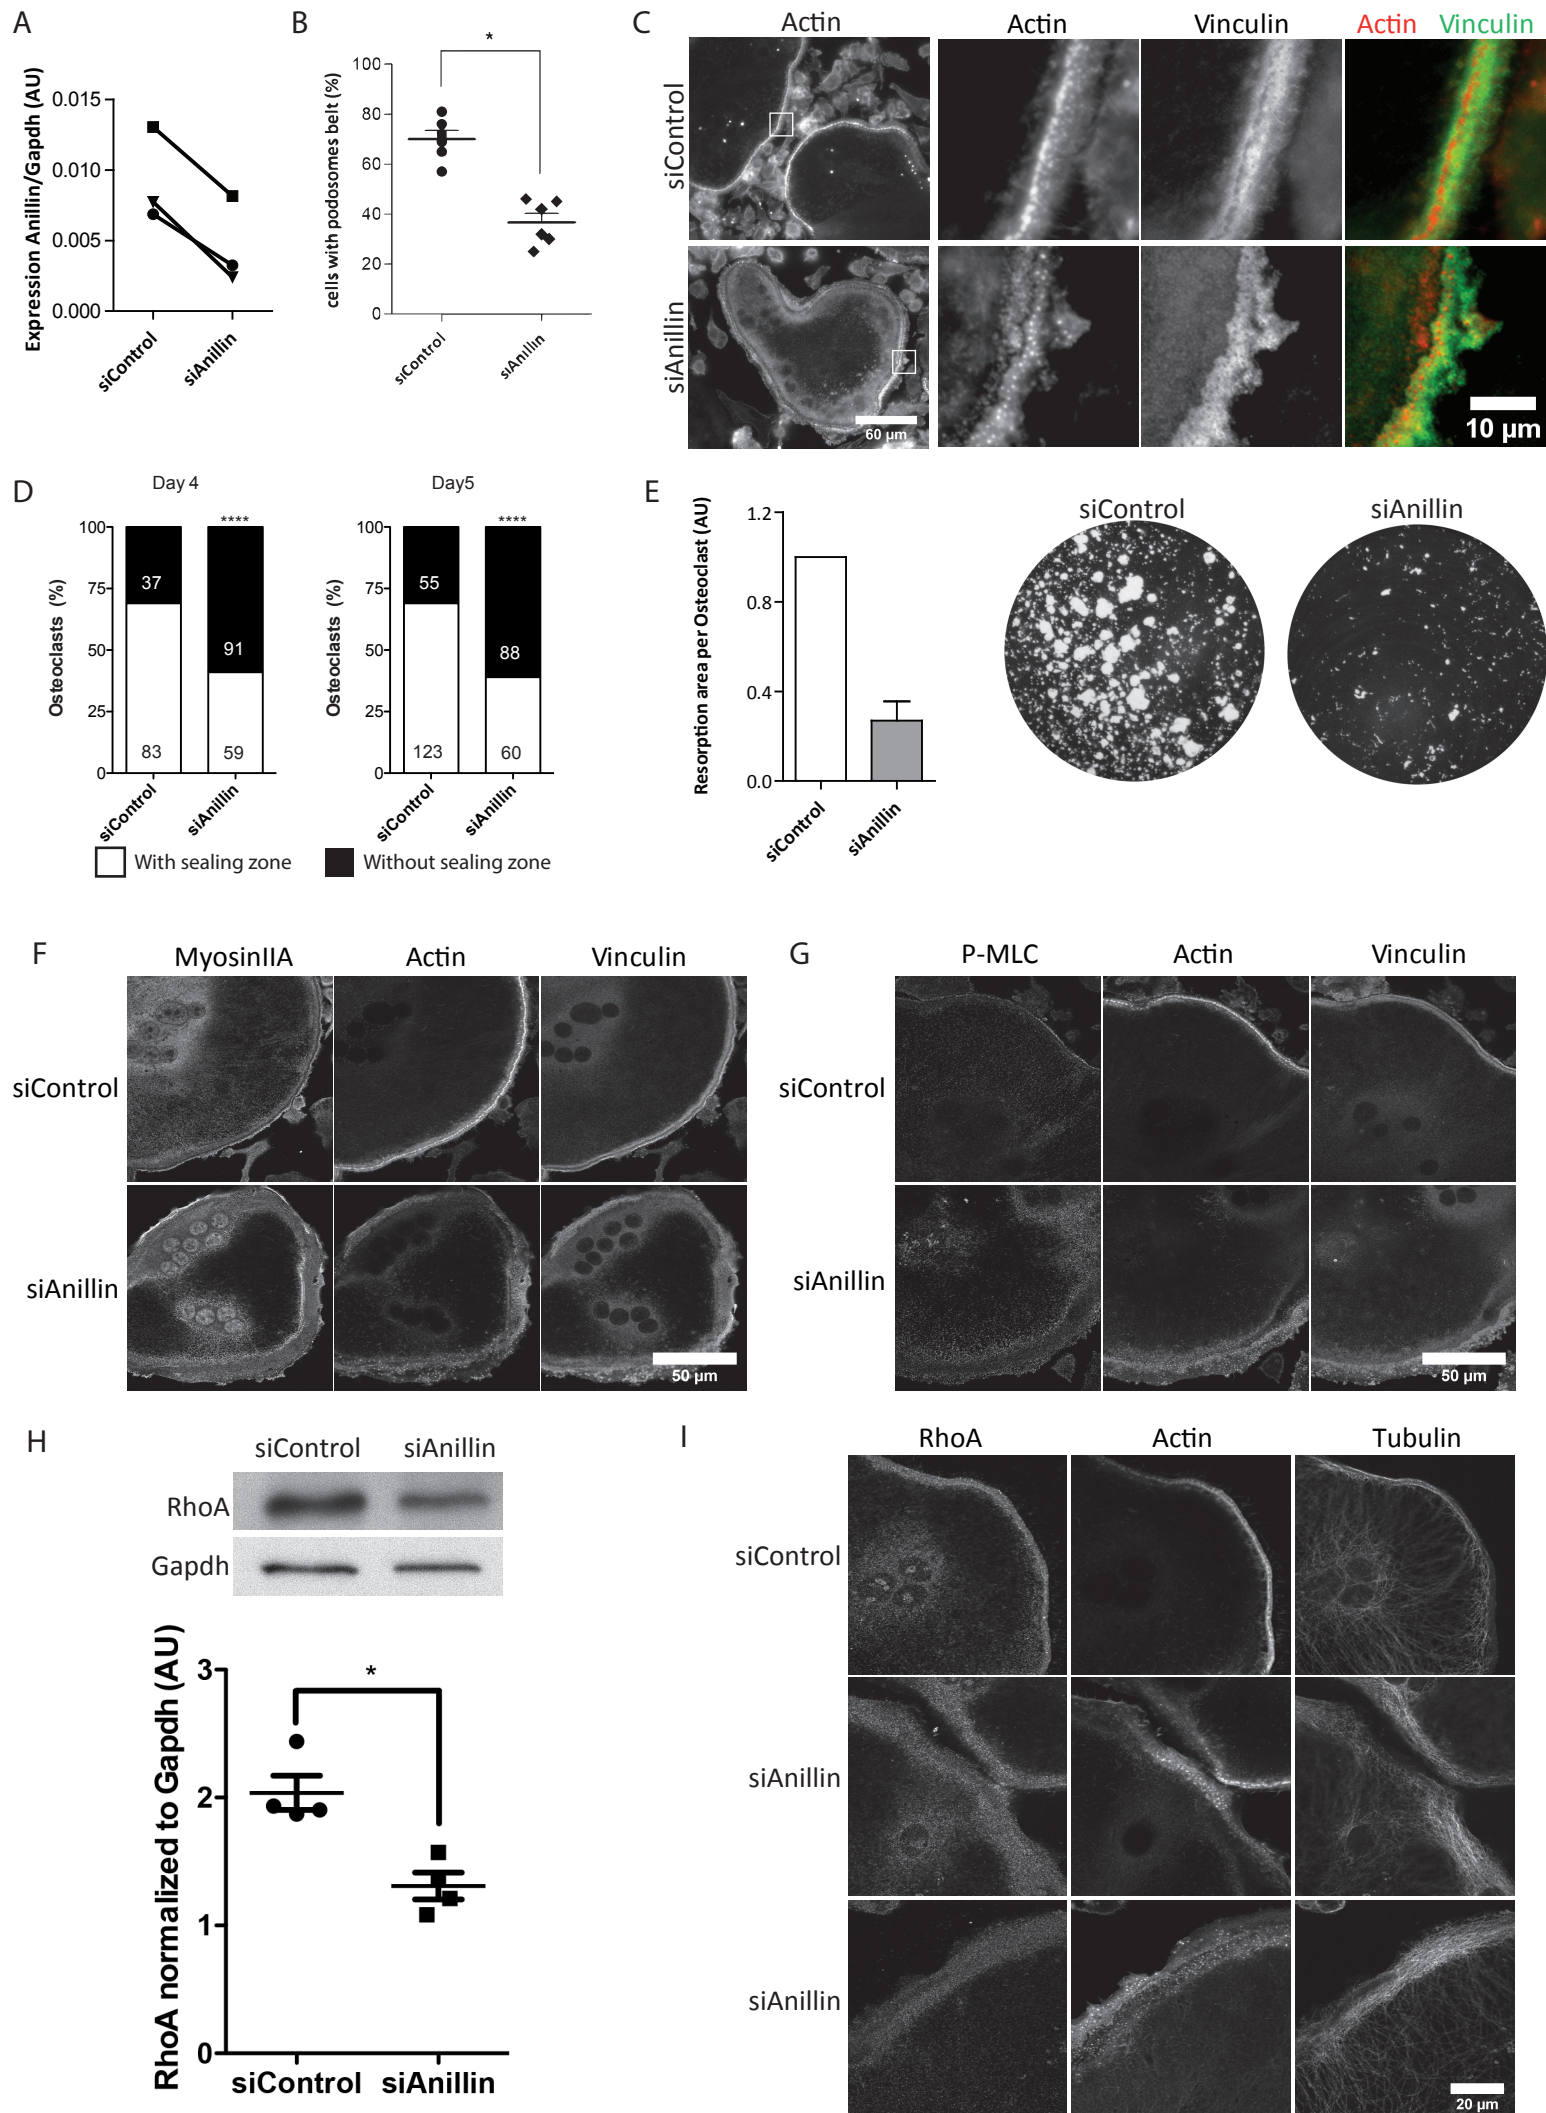 A
Expression Anillin/Gapdh (AU)
0.015
0.010
0.005
0.000
siControl
siAnillin
B
cells with podosomes belt (%)
*
100
80
60
40
20
0
siControl
siAnillin
C
Actin
Actin
Vinculin
Actin Vinculin
siControl
siAnillin
60 µm
10 µm
D
Day 4
Osteoclasts (%)
100
75
50
25
0
****
37
83
91
59
siControl
siAnillin
Day5
Osteoclasts (%)
100
75
50
25
0
****
55
123
88
60
siControl
siAnillin
With sealing zone
Without sealing zone
E
Resorption area per Osteoclast (AU)
1.2
0.8
0.4
0.0
siControl
siAnillin
siControl
siAnillin
F
MyosinIIA
Actin
Vinculin
siControl
siAnillin
50 µm
G
P-MLC
Actin
Vinculin
siControl
siAnillin
50 µm
H
siControl
siAnillin
RhoA
Gapdh
RhoA normalized to Gapdh (AU)
*
3
2
1
0
siControl
siAnillin
I
RhoA
Actin
Tubulin
siControl
siAnillin
siAnillin
20 µm